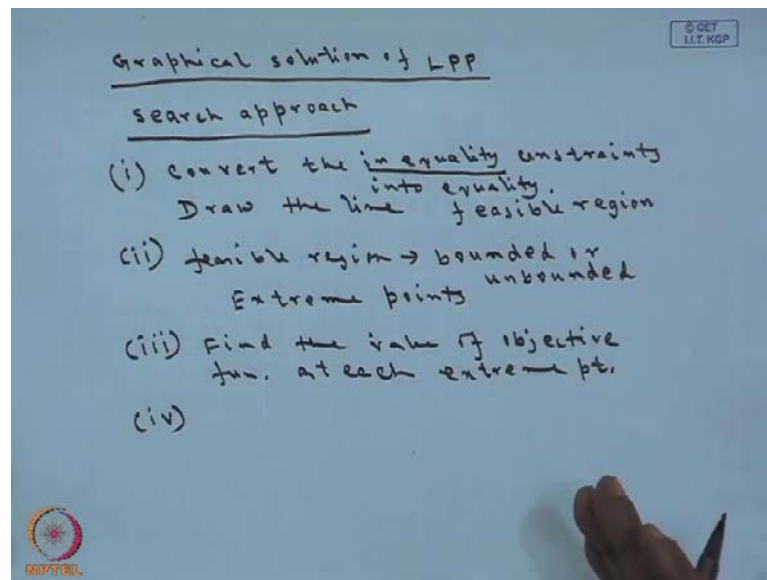 © CET
I.I.T. KGP
Graphical solution of LPP
search approach
(i) convert the inequality constraints
into equality.
Draw the line feasible region
(ii) feasible region → bounded or
unbounded
Extreme points
(iii) Find the value of objective
fun. at each extreme pt.
(iv)
NPTEL